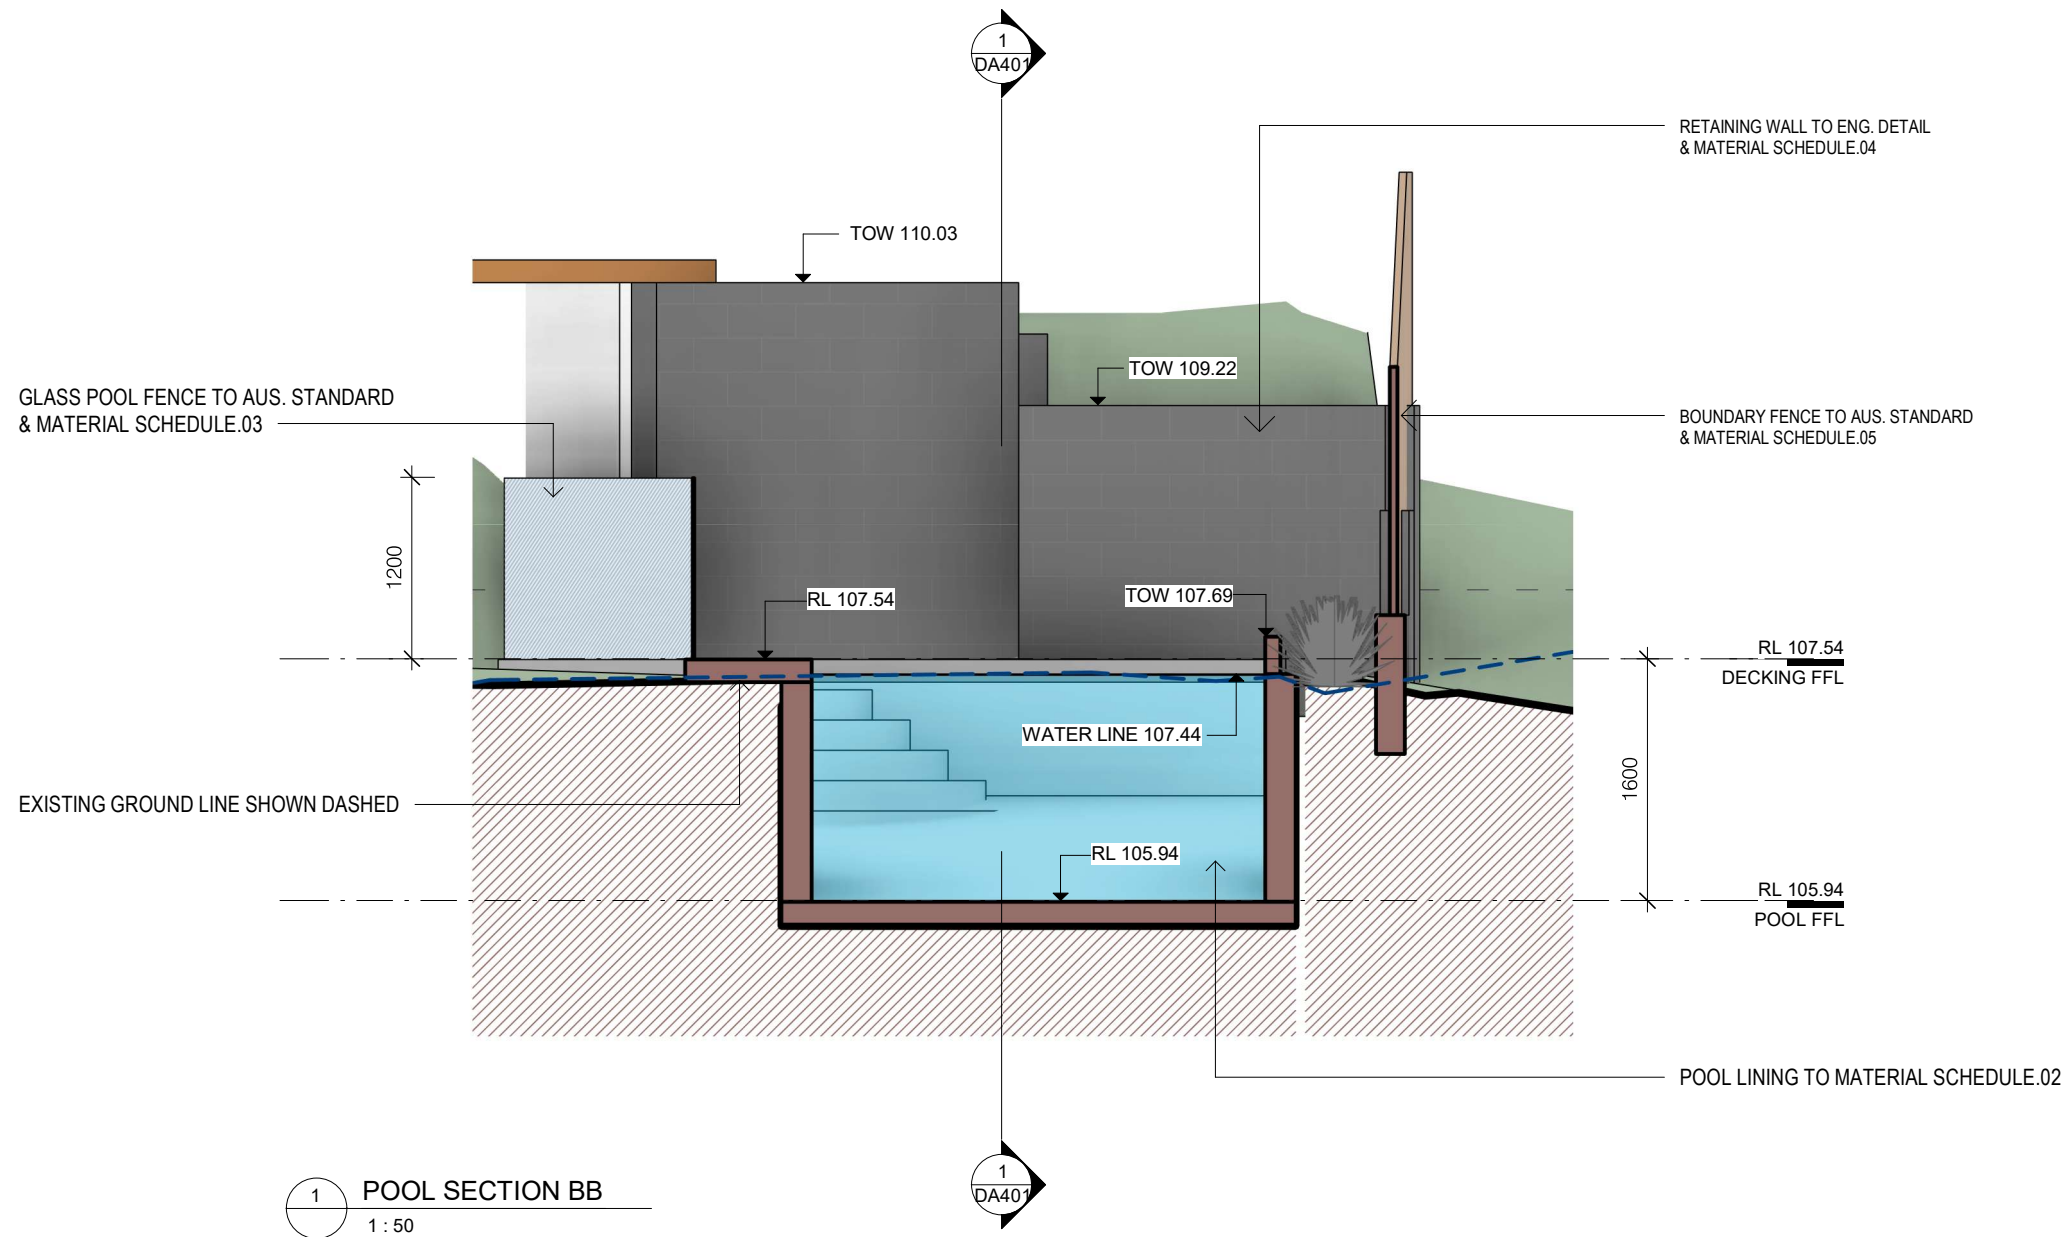 1
DA401
RETAINING WALL TO ENG. DETAIL
& MATERIAL SCHEDULE.04
TOW 110.03
TOW 109.22
GLASS POOL FENCE TO AUS. STANDARD
& MATERIAL SCHEDULE.03
BOUNDARY FENCE TO AUS. STANDARD
& MATERIAL SCHEDULE.05
1200
RL 107.54
TOW 107.69
RL 107.54
DECKING FFL
WATER LINE 107.44
1600
EXISTING GROUND LINE SHOWN DASHED
RL 105.94
RL 105.94
POOL FFL
POOL LINING TO MATERIAL SCHEDULE.02
1
DA401
1
POOL SECTION BB
1 : 50